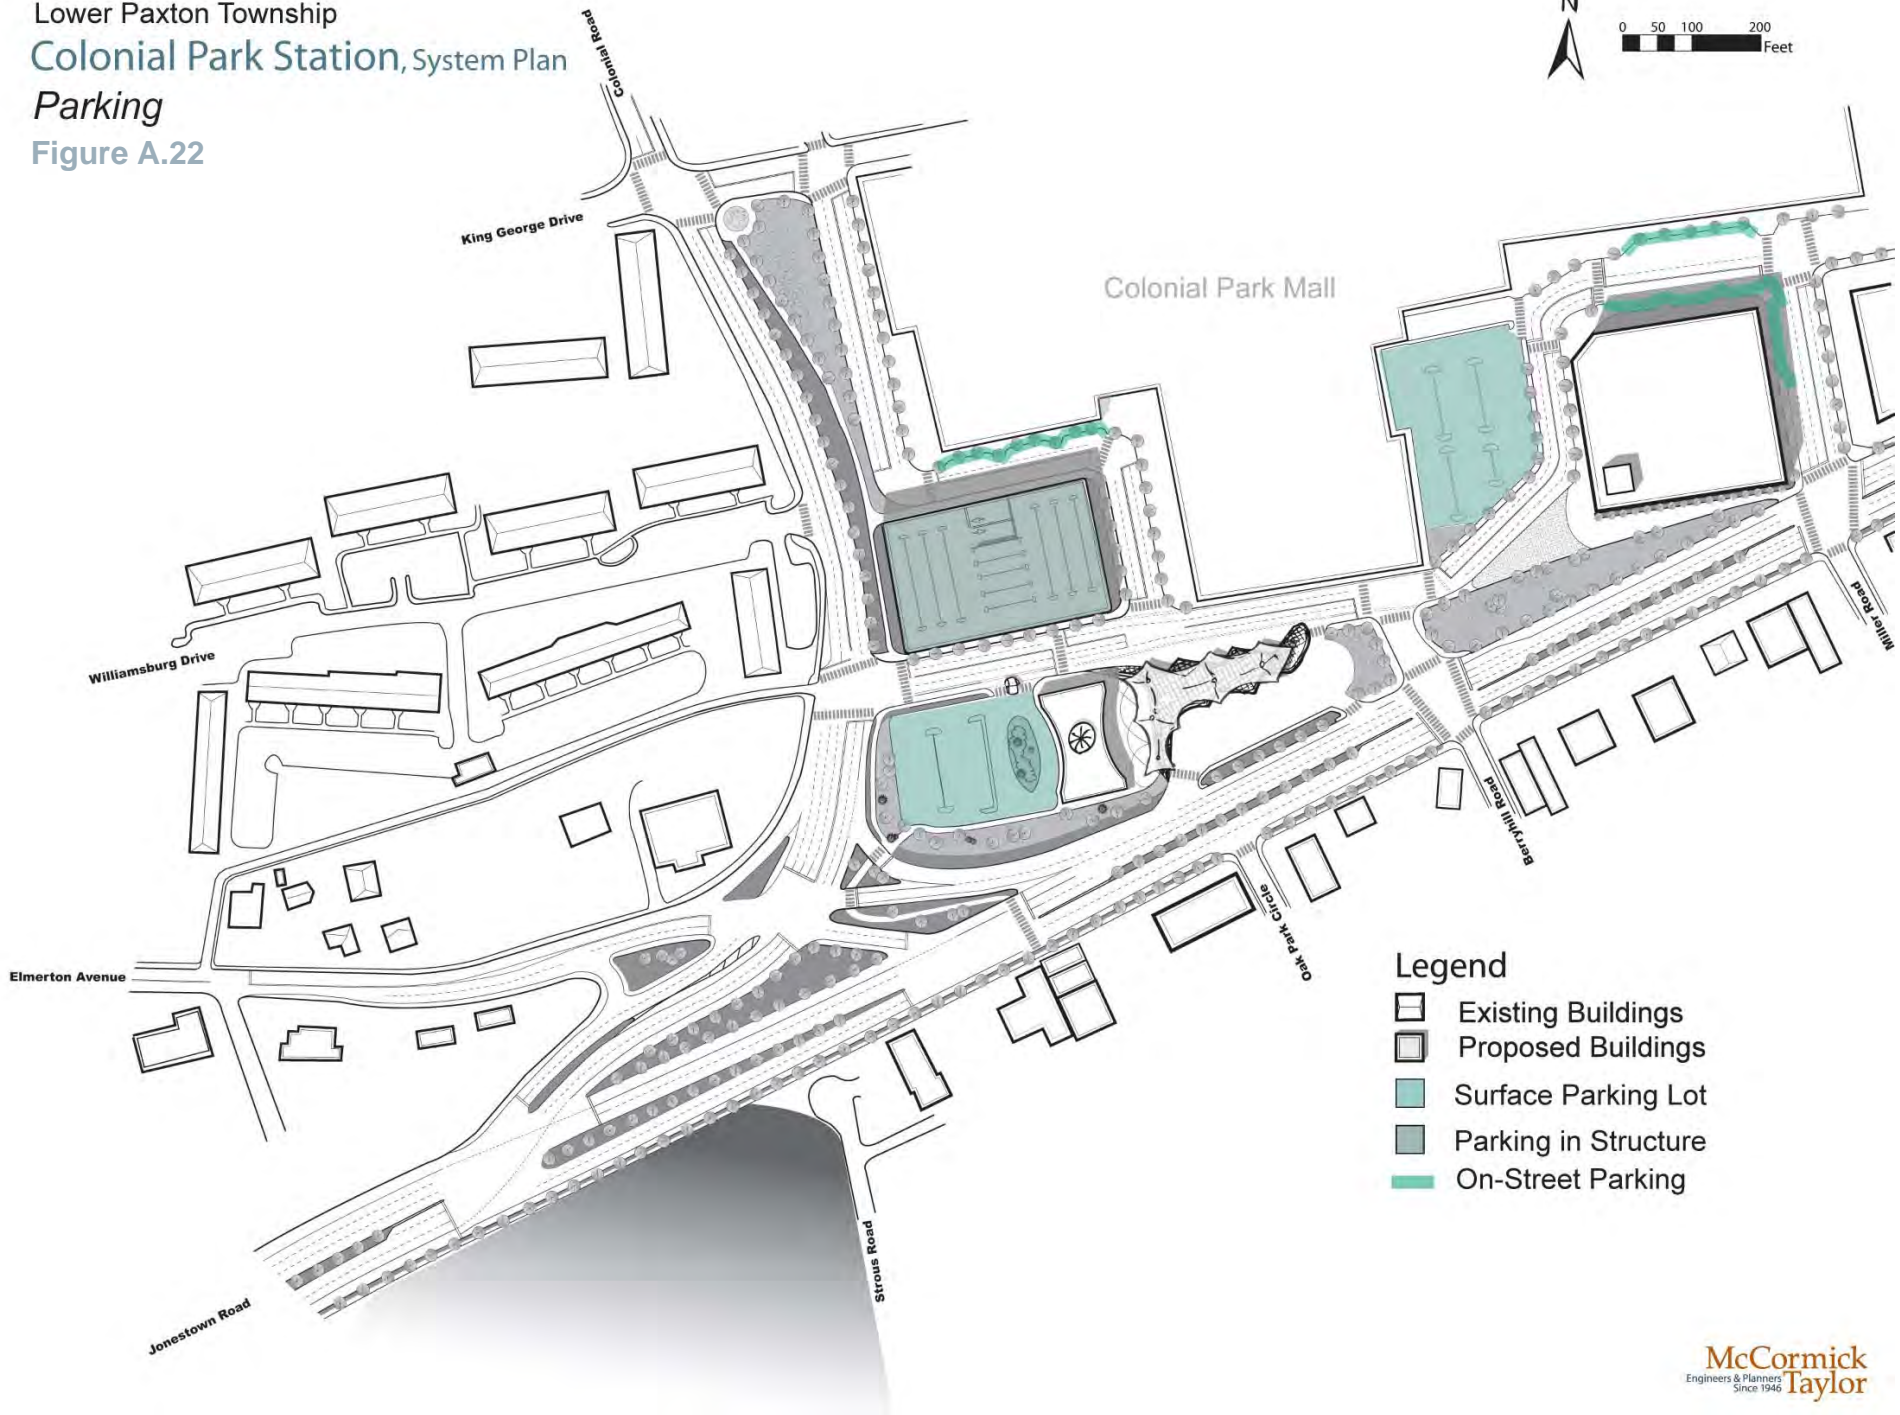 Lower Paxton Township
Colonial Park Station, System Plan
Parking
Figure A.22
N
0 50 100 200
Feet
Colonial Road
King George Drive
Colonial Park Mall
Williamsburg Drive
Miller Road
Berryhill Road
Oak Park Circle
Elmerton Avenue
Strous Road
Jonestown Road
Legend
Existing Buildings
Proposed Buildings
Surface Parking Lot
Parking in Structure
On-Street Parking
McCormick
Engineers & Planners Taylor
Since 1946